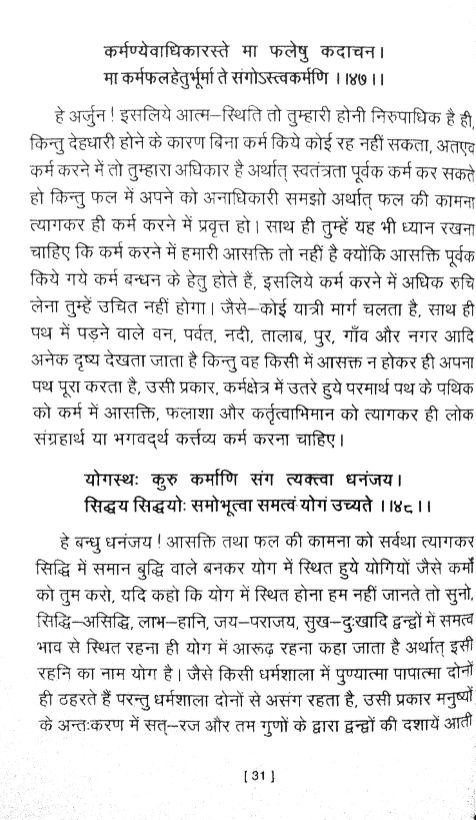 कर्मण्येवाधिकारस्ते मा फलेषु कदाचन।
मा कर्मफलहेतुर्भूर्मा ते संगोऽस्त्वकर्मणि ।।४७।।
हे अर्जुन ! इसलिये आत्म–स्थिति तो तुम्हारी होनी निरुपाधिक है ही,
किन्तु देहधारी होने के कारण बिना कर्म किये कोई रह नहीं सकता, अतएव
कर्म करने में तो तुम्हारा अधिकार है अर्थात् स्वतंत्रता पूर्वक कर्म कर सकते
हो किन्तु फल में अपने को अनाधिकारी समझो अर्थात् फल की कामना
त्यागकर ही कर्म करने में प्रवृत्त हो। साथ ही तुम्हें यह भी ध्यान रखना
चाहिए कि कर्म करने में हमारी आसक्ति तो नहीं है क्योंकि आसक्ति पूर्वक
किये गये कर्म बन्धन के हेतु होते हैं, इसलिये कर्म करने में अधिक रुचि
लेना तुम्हें उचित नहीं होगा। जैसे–कोई यात्री मार्ग चलता है, साथ ही
पथ में पड़ने वाले वन, पर्वत, नदी, तालाब, पुर, गाँव और नगर आदि
अनेक दृष्य देखता जाता है किन्तु वह किसी में आसक्त न होकर ही अपना
पथ पूरा करता है, उसी प्रकार, कर्मक्षेत्र में उतरे हुये परमार्थ पथ के पथिक
को कर्म में आसक्ति, फलाशा और कर्तृत्वाभिमान को त्यागकर ही लोक
संग्रहार्थ या भगवदर्थ कर्त्तव्य कर्म करना चाहिए।
योगस्थः कुरु कर्माणि संग त्यक्त्वा धनंजय।
सिद्धय सिद्धयोः समोभूत्वा समत्वं योगं उच्यते ।।४८।।
हे बन्धु धनंजय ! आसक्ति तथा फल की कामना को सर्वथा त्यागकर
सिद्धि में समान बुद्धि वाले बनकर योग में स्थित हुये योगियों जैसे कर्मों
को तुम करो, यदि कहो कि योग में स्थित होना हम नहीं जानते तो सुनो,
सिद्धि–असिद्धि, लाभ–हानि, जय–पराजय, सुख–दुःखादि द्वन्द्वों में समत्व
भाव से स्थित रहना ही योग में आरूढ़ रहना कहा जाता है अर्थात् इसी
रहनि का नाम योग है। जैसे किसी धर्मशाला में पुण्यात्मा पापात्मा दोनों
ही ठहरते हैं परन्तु धर्मशाला दोनों से असंग रहता है, उसी प्रकार मनुष्यों
के अन्तःकरण में सत्–रज और तम गुणों के द्वारा द्वन्द्वों की दशायें आती
[ 31 ]